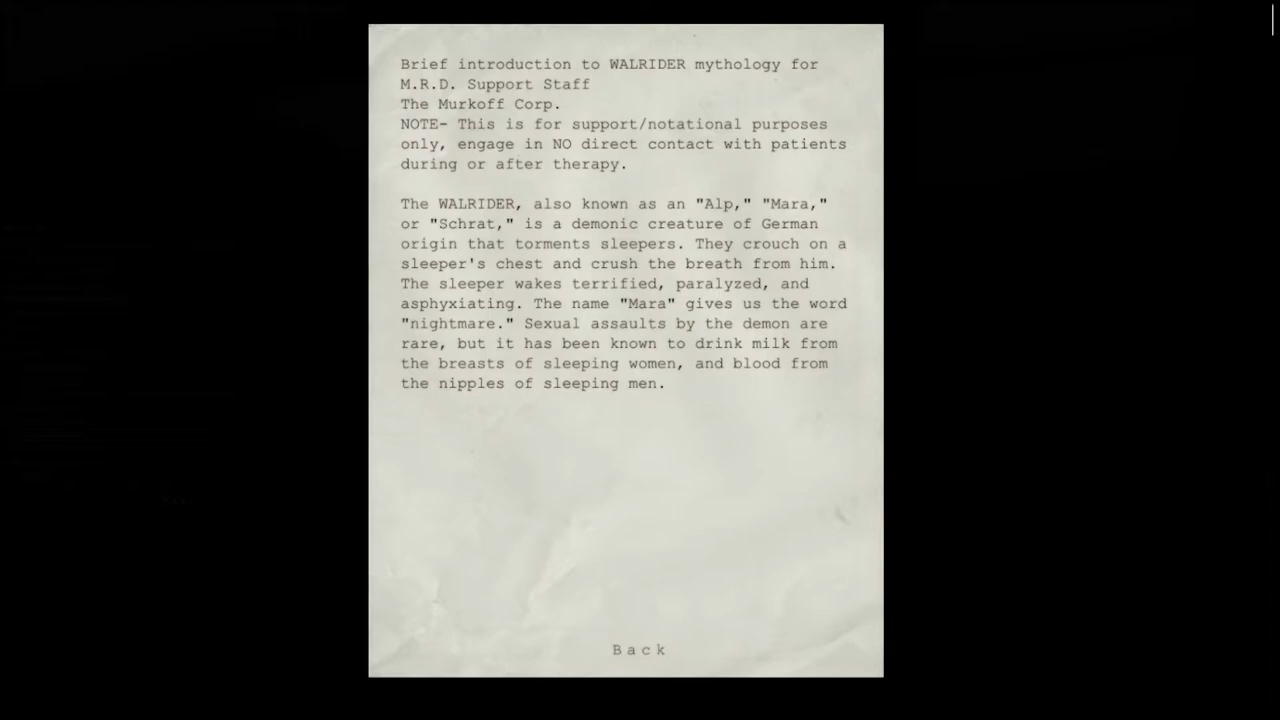 Brief introduction to WALRIDER mythology for
M.R.D. Support Staff
The Murkoff Corp.
NOTE- This is for support/notational purposes
only, engage in NO direct contact with patients
during or after therapy.
The WALRIDER, also known as an "Alp," "Mara,"
or "Schrat," is a demonic creature of German
origin that torments sleepers. They crouch on a
sleeper's chest and crush the breath from him.
The sleeper wakes terrified, paralyzed, and
asphyxiating. The name "Mara" gives us the word
"nightmare." Sexual assaults by the demon are
rare, but it has been known to drink milk from
the breasts of sleeping women, and blood from
the nipples of sleeping men.
Back